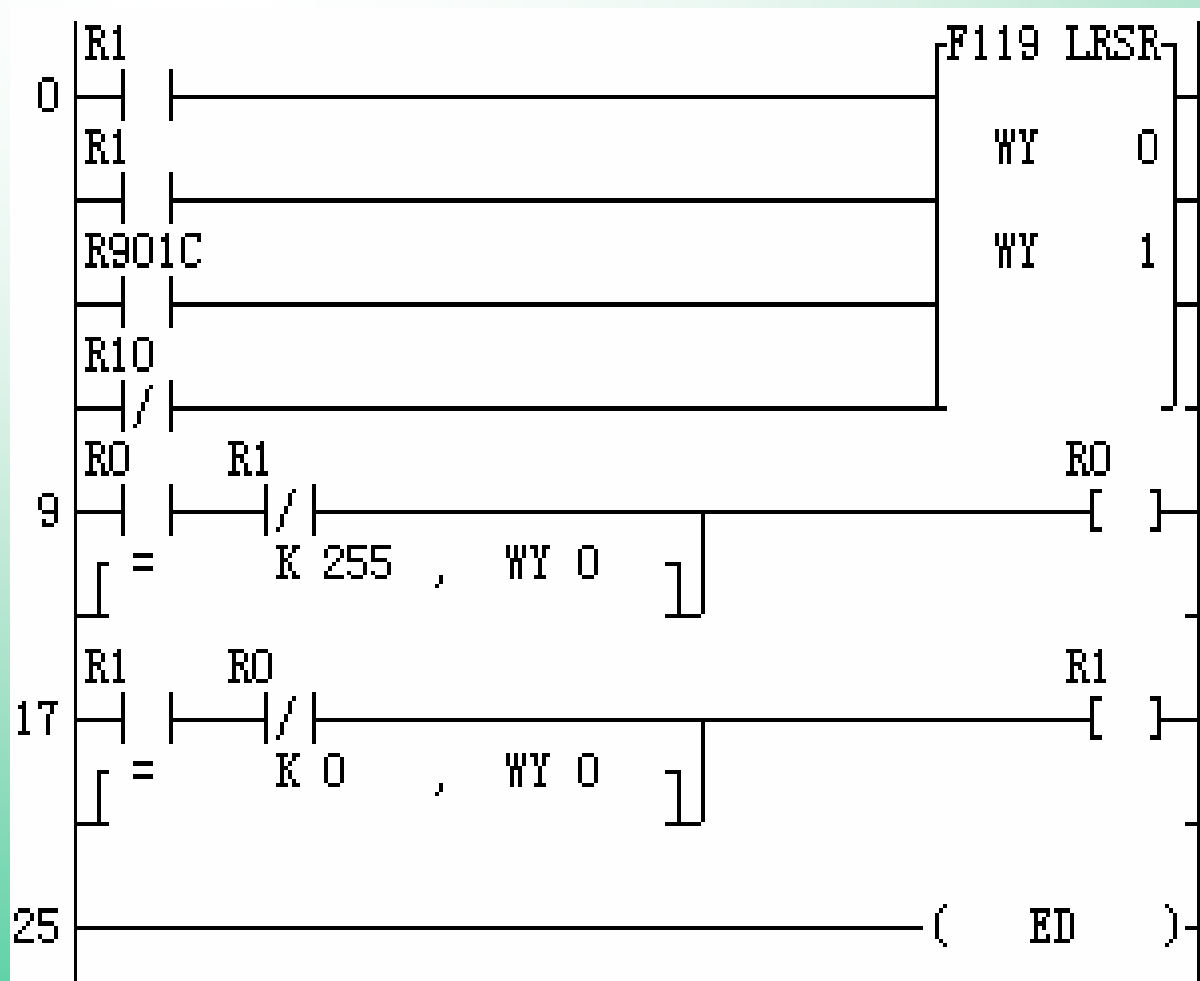 R1 F119 LRSR
0
R1 WY 0
R901C WY 1
R10
R0 R1 R0
9
= K 255 , WY 0
R1 R0 R1
17
= K 0 , WY 0
25 ( ED )